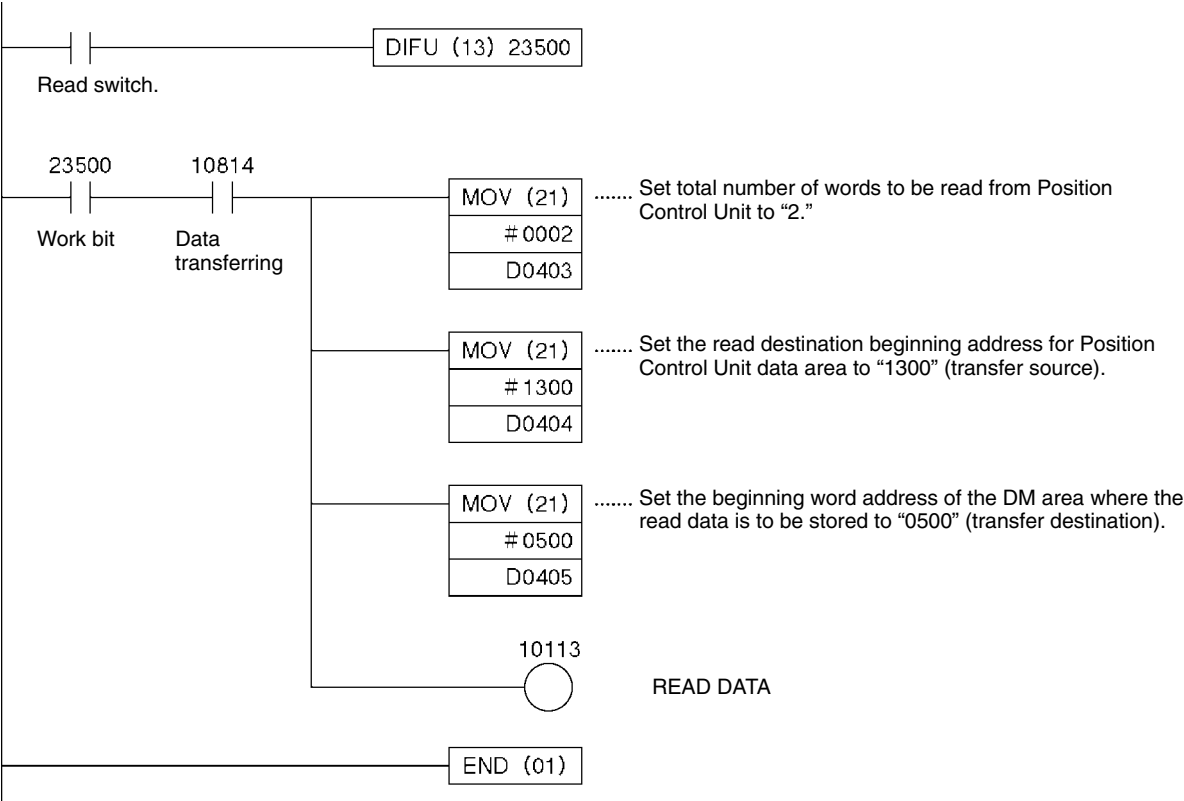 DIFU (13) 23500
Read switch.
23500
10814
Work bit
Data
transferring
MOV (21)
#0002
D0403
....... Set total number of words to be read from Position
Control Unit to “2.”
MOV (21)
#1300
D0404
....... Set the read destination beginning address for Position
Control Unit data area to “1300” (transfer source).
MOV (21)
#0500
D0405
....... Set the beginning word address of the DM area where the
read data is to be stored to “0500” (transfer destination).
10113
READ DATA
END (01)